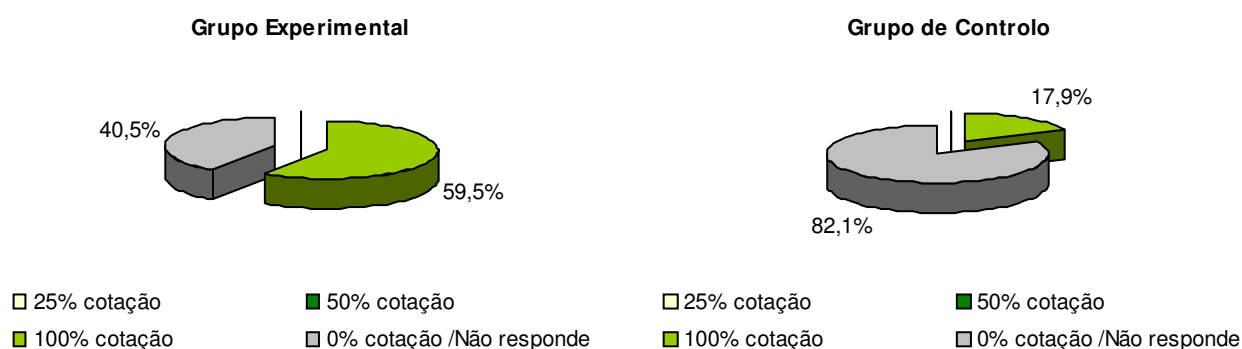 Grupo Experimental
40,5%
59,5%
25% cotação
50% cotação
100% cotação
0% cotação /Não responde
Grupo de Controlo
17,9%
82,1%
25% cotação
50% cotação
100% cotação
0% cotação /Não responde